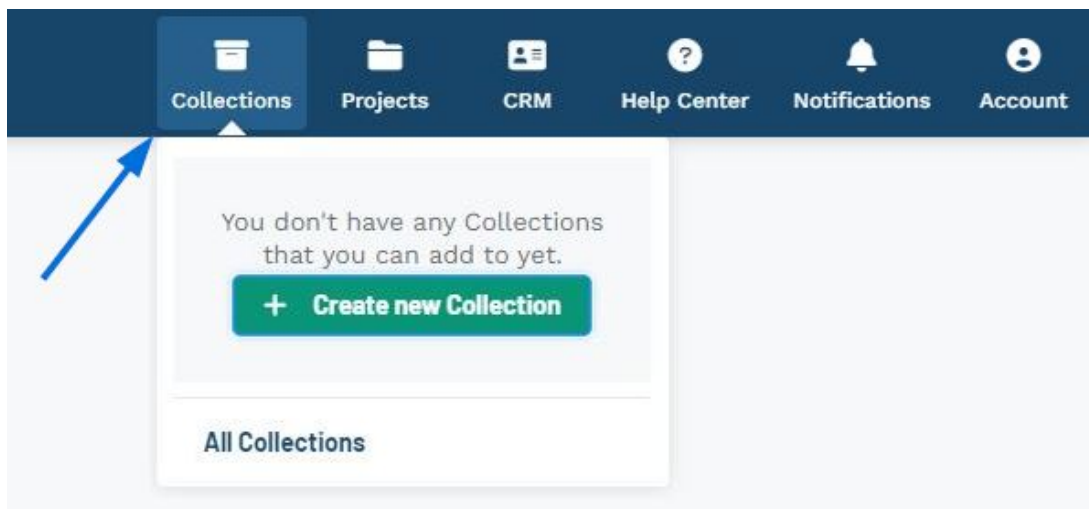 Collections
Projects
CRM
Help Center
Notifications
Account
You don't have any Collections
that you can add to yet.
+ Create new Collection
All Collections